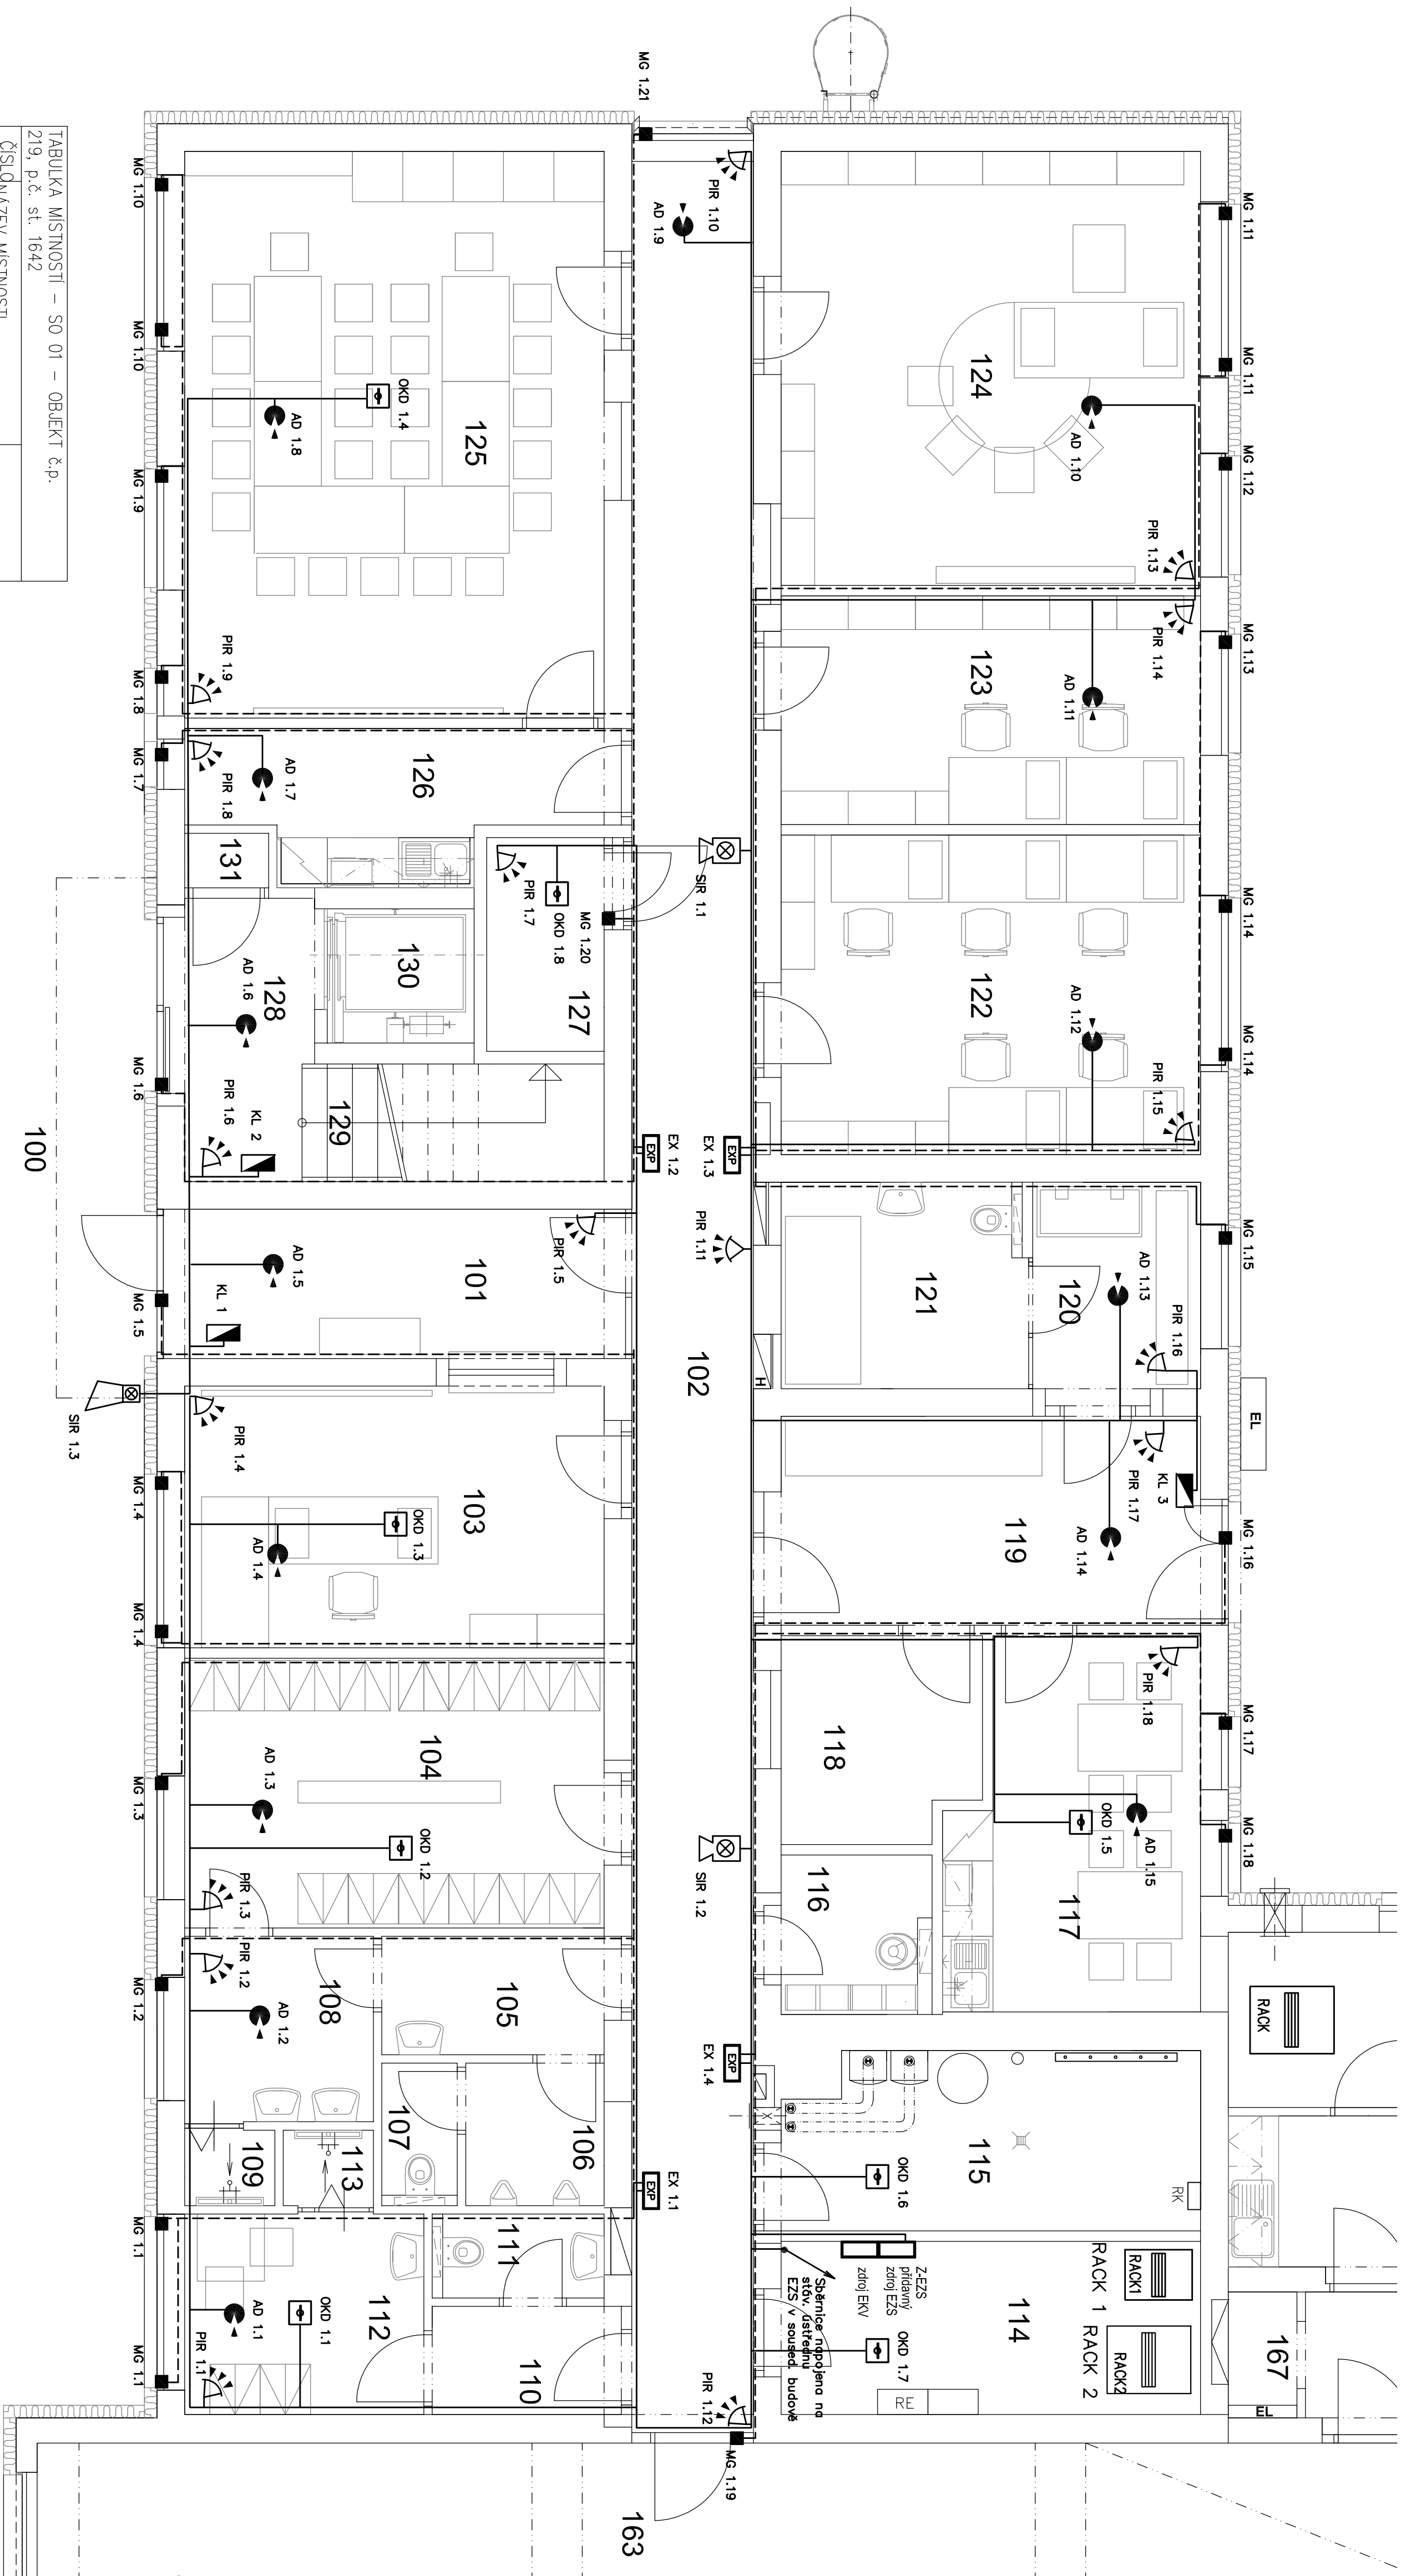 MG 1.21
MG 1.11
MG 1.11
MG 1.12
MG 1.13
MG 1.14
MG 1.14
MG 1.15
EL
MG 1.16
MG 1.17
MG 1.18
PIR 1.10
AD 1.9
124
AD 1.10
PIR 1.13
PIR 1.14
123
AD 1.11
122
AD 1.12
PIR 1.15
SIR 1.1
EX 1.3
EXP
EX 1.2
EXP
PIR 1.11
102
H
121
120
AD 1.13
PIR 1.16
PIR 1.17
KL 3
AD 1.14
119
118
PIR 1.18
117
AD 1.15
OKD 1.5
116
SIR 1.2
EX 1.4
EXP
115
RK
OKD 1.6
RACK
EX 1.1
EXP
Z-EZS
přídavný
zdroj EZS
zdroj EKV
Sběrnice napojena na
stáv. ústřednu
EZS v soused. budově
OKD 1.7
114
RACK1
RACK 1
RACK2
RACK 2
RE
167
EL
PIR 1.12
MG 1.19
163
MG 1.10
MG 1.10
MG 1.9
MG 1.8
MG 1.7
MG 1.6
MG 1.5
MG 1.4
MG 1.4
MG 1.3
MG 1.2
MG 1.1
MG 1.1
125
OKD 1.4
AD 1.8
PIR 1.9
126
AD 1.7
PIR 1.8
131
PIR 1.7
OKD 1.8
MG 1.20
127
130
128
AD 1.6
129
PIR 1.6
KL 2
100
101
PIR 1.5
AD 1.5
KL 1
SIR 1.3
PIR 1.4
103
OKD 1.3
AD 1.4
104
AD 1.3
OKD 1.2
PIR 1.3
PIR 1.2
108
AD 1.2
105
106
107
109
113
111
112
110
OKD 1.1
AD 1.1
PIR 1.1
TABULKA MÍSTNOSTÍ – SO 01 – OBJEKT č.p.
219, p.č. st. 1642
ČÍSLO NÁZEV MÍSTNOSTI